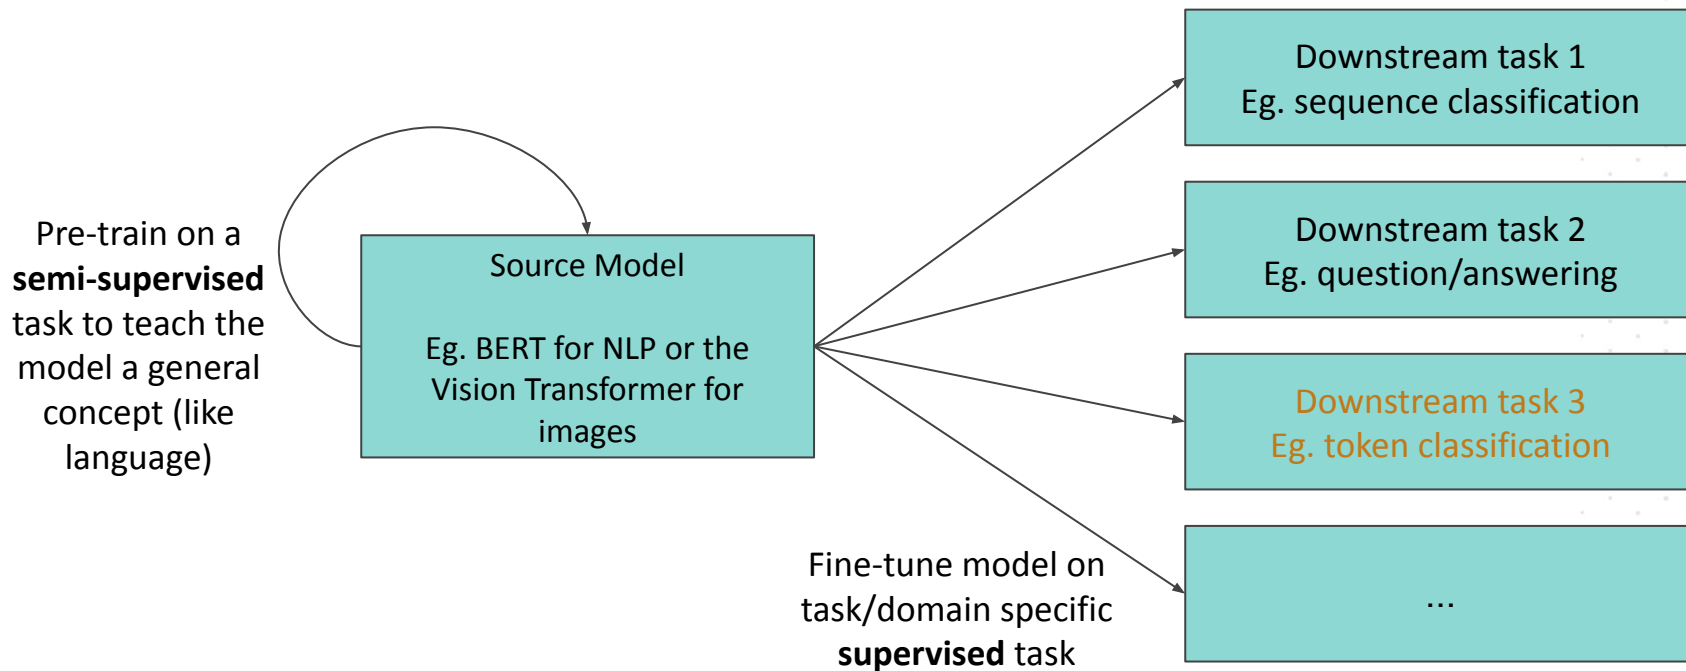 Pre-train on a
semi-supervised
task to teach the
model a general
concept (like
language)
Source Model
Eg. BERT for NLP or the
Vision Transformer for
images
Downstream task 1
Eg. sequence classification
Downstream task 2
Eg. question/answering
Downstream task 3
Eg. token classification
...
Fine-tune model on
task/domain specific
supervised task